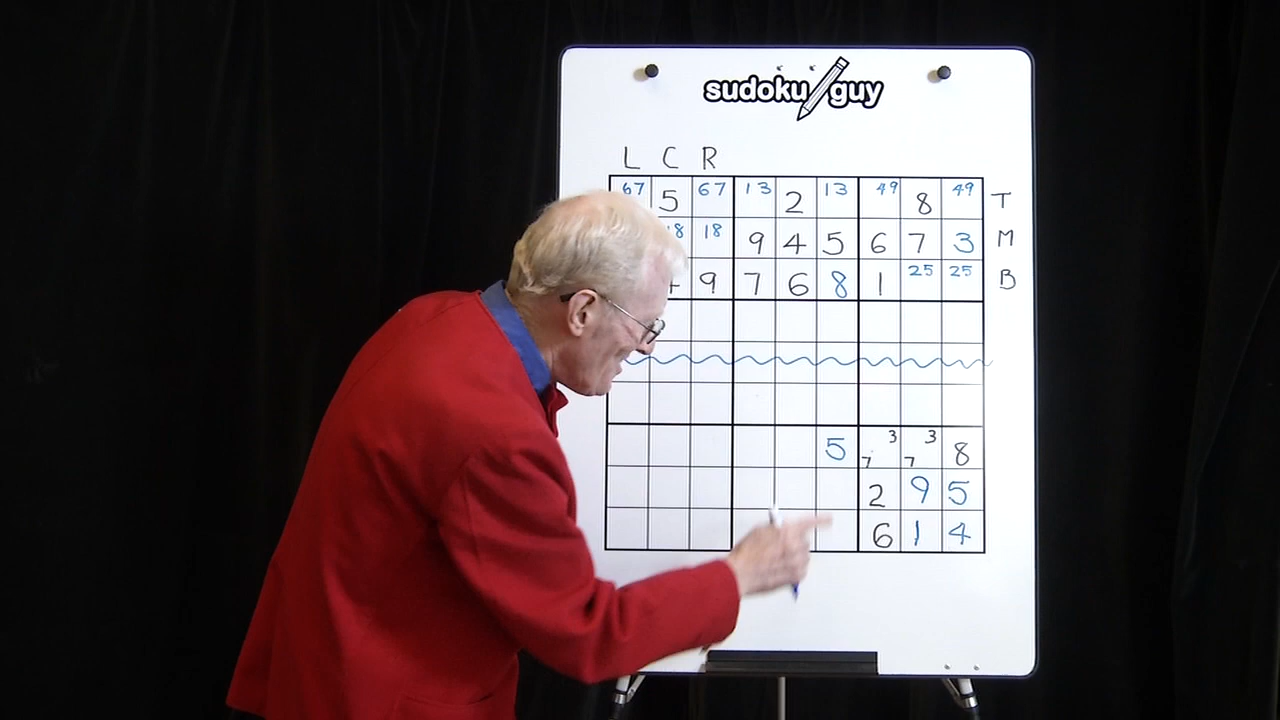 sudoku guy
L C R
67 5 67 13 2 13 49 8 49 T
18 18 9 4 5 6 7 3 M
9 7 6 8 1 25 25 B
5 3 7 3 7 8
2 9 5
6 1 4